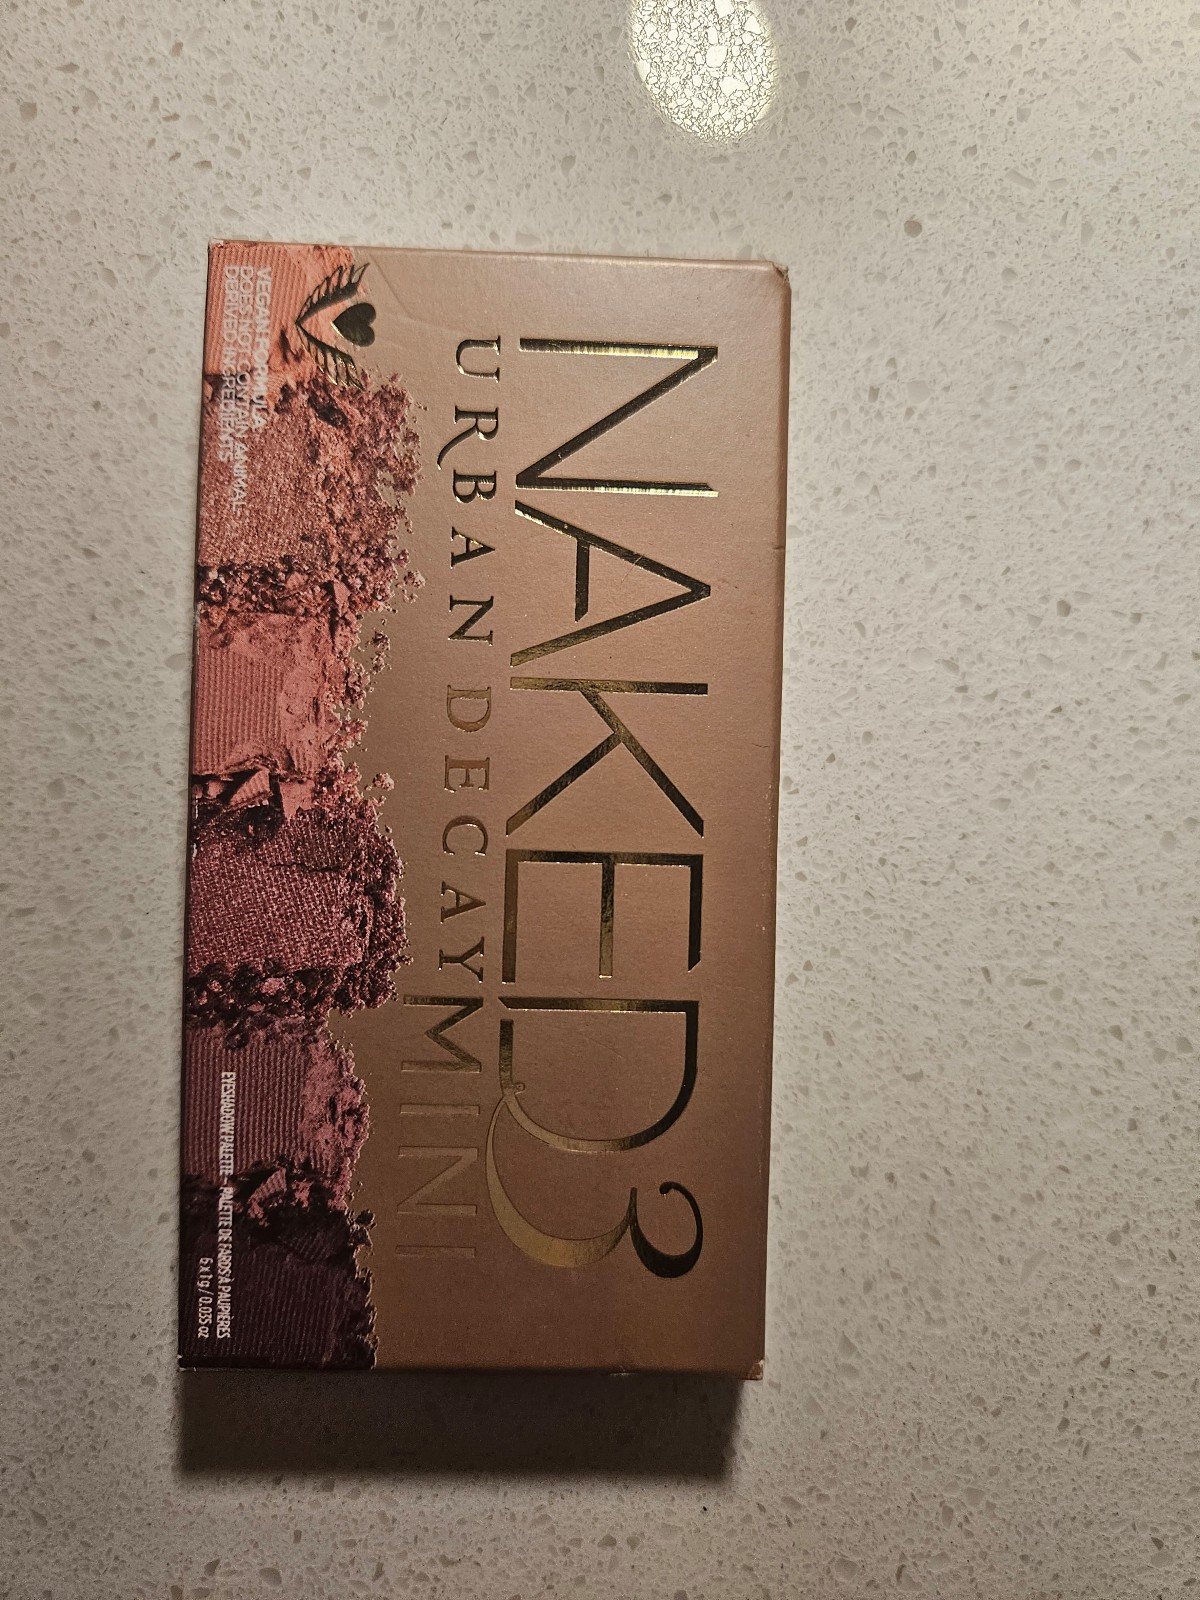 NAKED3
URBAN DECAY MINI
VEGAN FORMULA
DOES NOT CONTAIN ANIMAL-
DERIVED INGREDIENTS
EYESHADOW PALETTE - PALETTE DE FARDS À PAUPIÈRES
6 x 1 g / 0.035 oz